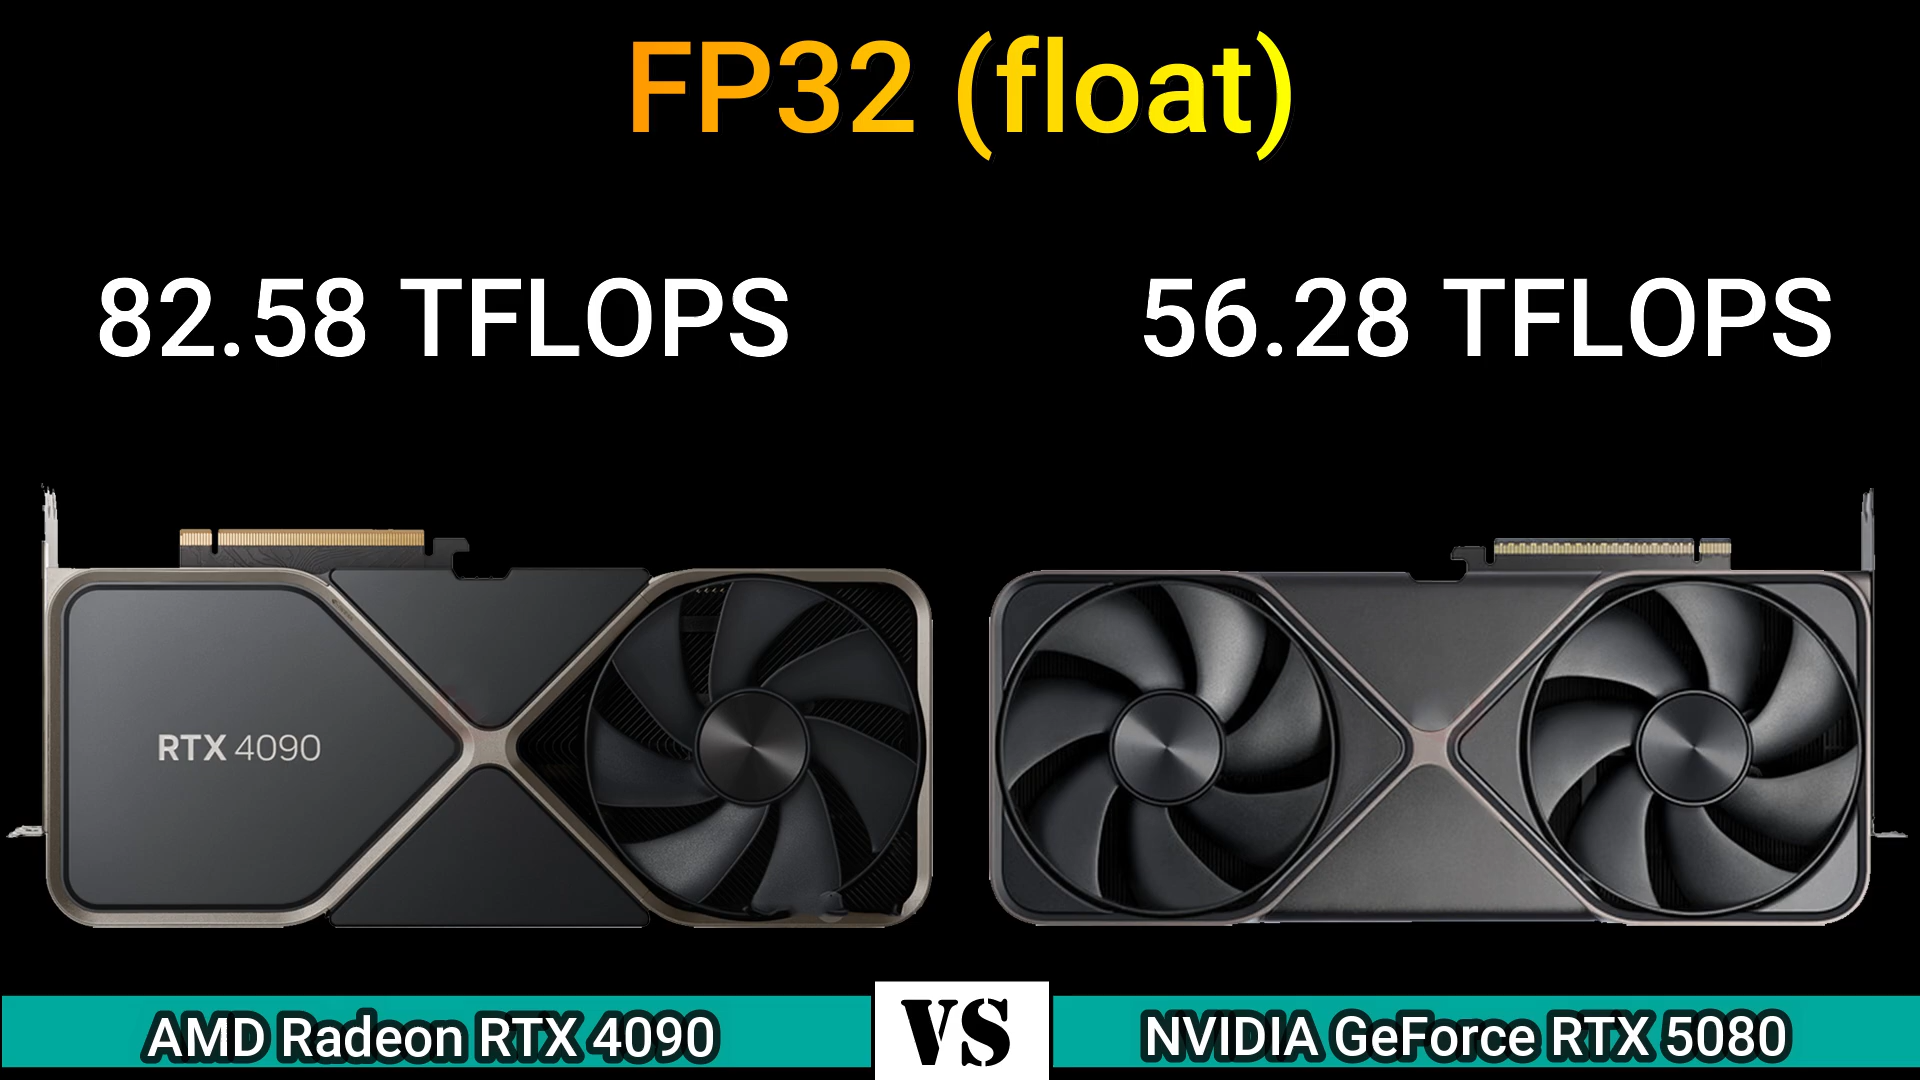 FP32 (float)
82.58 TFLOPS
56.28 TFLOPS
RTX 4090
AMD Radeon RTX 4090
VS
NVIDIA GeForce RTX 5080